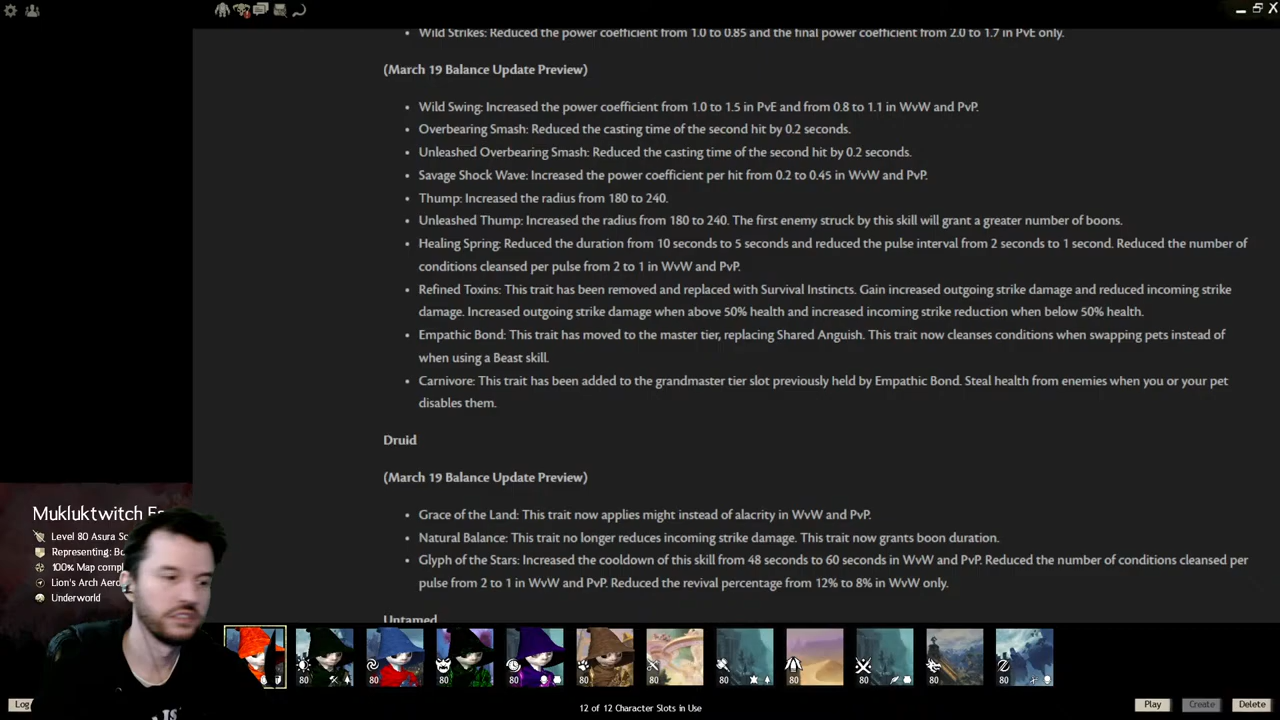 Wild Strikes: Reduced the power coefficient from 1.0 to 0.85 and the final power coefficient from 2.0 to 1.7 in PvE only.
(March 19 Balance Update Preview)
Wild Swing: Increased the power coefficient from 1.0 to 1.5 in PvE and from 0.8 to 1.1 in WvW and PvP.
Overbearing Smash: Reduced the casting time of the second hit by 0.2 seconds.
Unleashed Overbearing Smash: Reduced the casting time of the second hit by 0.2 seconds.
Savage Shock Wave: Increased the power coefficient per hit from 0.2 to 0.45 in WvW and PvP.
Thump: Increased the radius from 180 to 240.
Unleashed Thump: Increased the radius from 180 to 240. The first enemy struck by this skill will grant a greater number of boons.
Healing Spring: Reduced the duration from 10 seconds to 5 seconds and reduced the pulse interval from 2 seconds to 1 second. Reduced the number of
conditions cleansed per pulse from 2 to 1 in WvW and PvP.
Refined Toxins: This trait has been removed and replaced with Survival Instincts. Gain increased outgoing strike damage and reduced incoming strike
damage. Increased outgoing strike damage when above 50% health and increased incoming strike reduction when below 50% health.
Empathic Bond: This trait has moved to the master tier, replacing Shared Anguish. This trait now cleanses conditions when swapping pets instead of
when using a Beast skill.
Carnivore: This trait has been added to the grandmaster tier slot previously held by Empathic Bond. Steal health from enemies when you or your pet
disables them.
Druid
(March 19 Balance Update Preview)
Grace of the Land: This trait now applies might instead of alacrity in WvW and PvP.
Natural Balance: This trait no longer reduces incoming strike damage. This trait now grants boon duration.
Glyph of the Stars: Increased the cooldown of this skill from 48 seconds to 60 seconds in WvW and PvP. Reduced the number of conditions cleansed per
pulse from 2 to 1 in WvW and PvP. Reduced the revival percentage from 12% to 8% in WvW only.
Untamed
Mukluktwitch
Level 80 Asura
Representing:
100% Map
Lion's Arch
Underworld
80 80 80 80 80 80 80 80 80 80 80
12 of 12 Character Slots in Use
Log
Play
Create
Delete